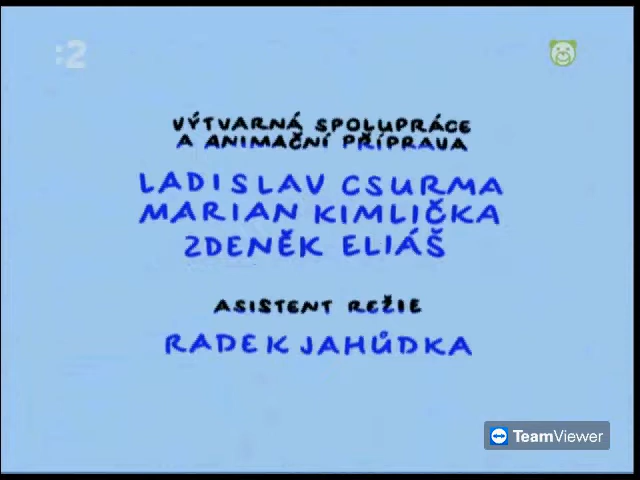 :2
VÝTVARNÁ SPOLUPRÁCE
A ANIMAČNÍ PŘÍPRAVA
LADISLAV CSURMA
MARIAN KIMLIČKA
ZDENĚK ELIÁŠ
ASISTENT REŽIE
RADEK JAHŮDKA
TeamViewer